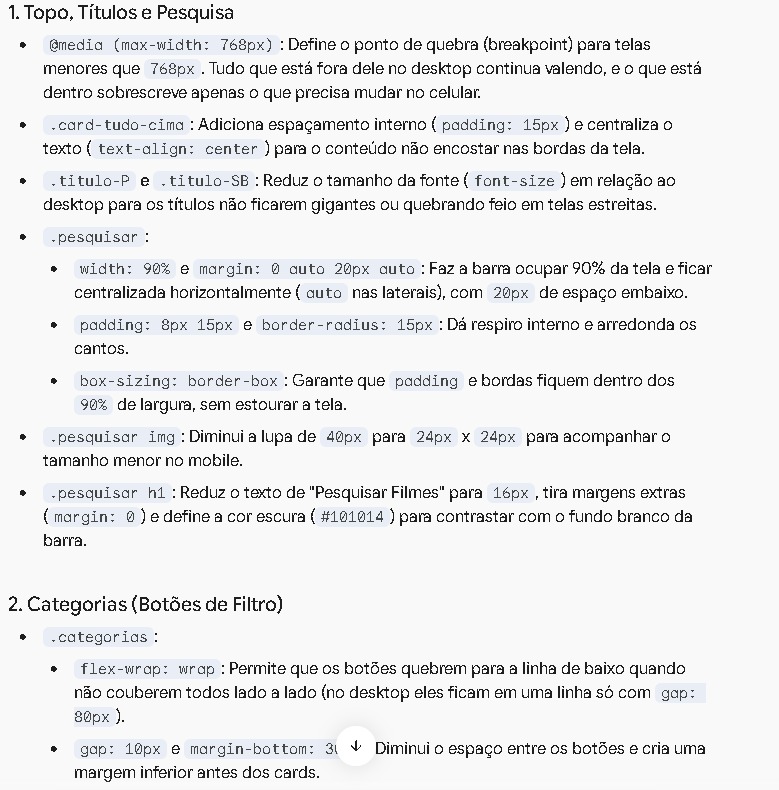 1. Topo, Títulos e Pesquisa
@media (max-width: 768px) : Define o ponto de quebra (breakpoint) para telas
menores que 768px . Tudo que está fora dele no desktop continua valendo, e o que está
dentro sobrescreve apenas o que precisa mudar no celular.
.card-tudo-cima : Adiciona espaçamento interno ( padding: 15px ) e centraliza o
texto ( text-align: center ) para o conteúdo não encostar nas bordas da tela.
.titulo-P e .titulo-SB : Reduz o tamanho da fonte ( font-size ) em relação ao
desktop para os títulos não ficarem gigantes ou quebrando feio em telas estreitas.
.pesquisar :
width: 90% e margin: 0 auto 20px auto : Faz a barra ocupar 90% da tela e ficar
centralizada horizontalmente ( auto nas laterais), com 20px de espaço embaixo.
padding: 8px 15px e border-radius: 15px : Dá respiro interno e arredonda os
cantos.
box-sizing: border-box : Garante que padding e bordas fiquem dentro dos
90% de largura, sem estourar a tela.
.pesquisar img : Diminui a lupa de 40px para 24px x 24px para acompanhar o
tamanho menor no mobile.
.pesquisar h1 : Reduz o texto de "Pesquisar Filmes" para 16px , tira margens extras
( margin: 0 ) e define a cor escura ( #101014 ) para contrastar com o fundo branco da
barra.
2. Categorias (Botões de Filtro)
.categorias :
flex-wrap: wrap : Permite que os botões quebrem para a linha de baixo quando
não couberem todos lado a lado (no desktop eles ficam em uma linha só com gap:
80px ).
gap: 10px e margin-bottom: Diminui o espaço entre os botões e cria uma
margem inferior antes dos cards.